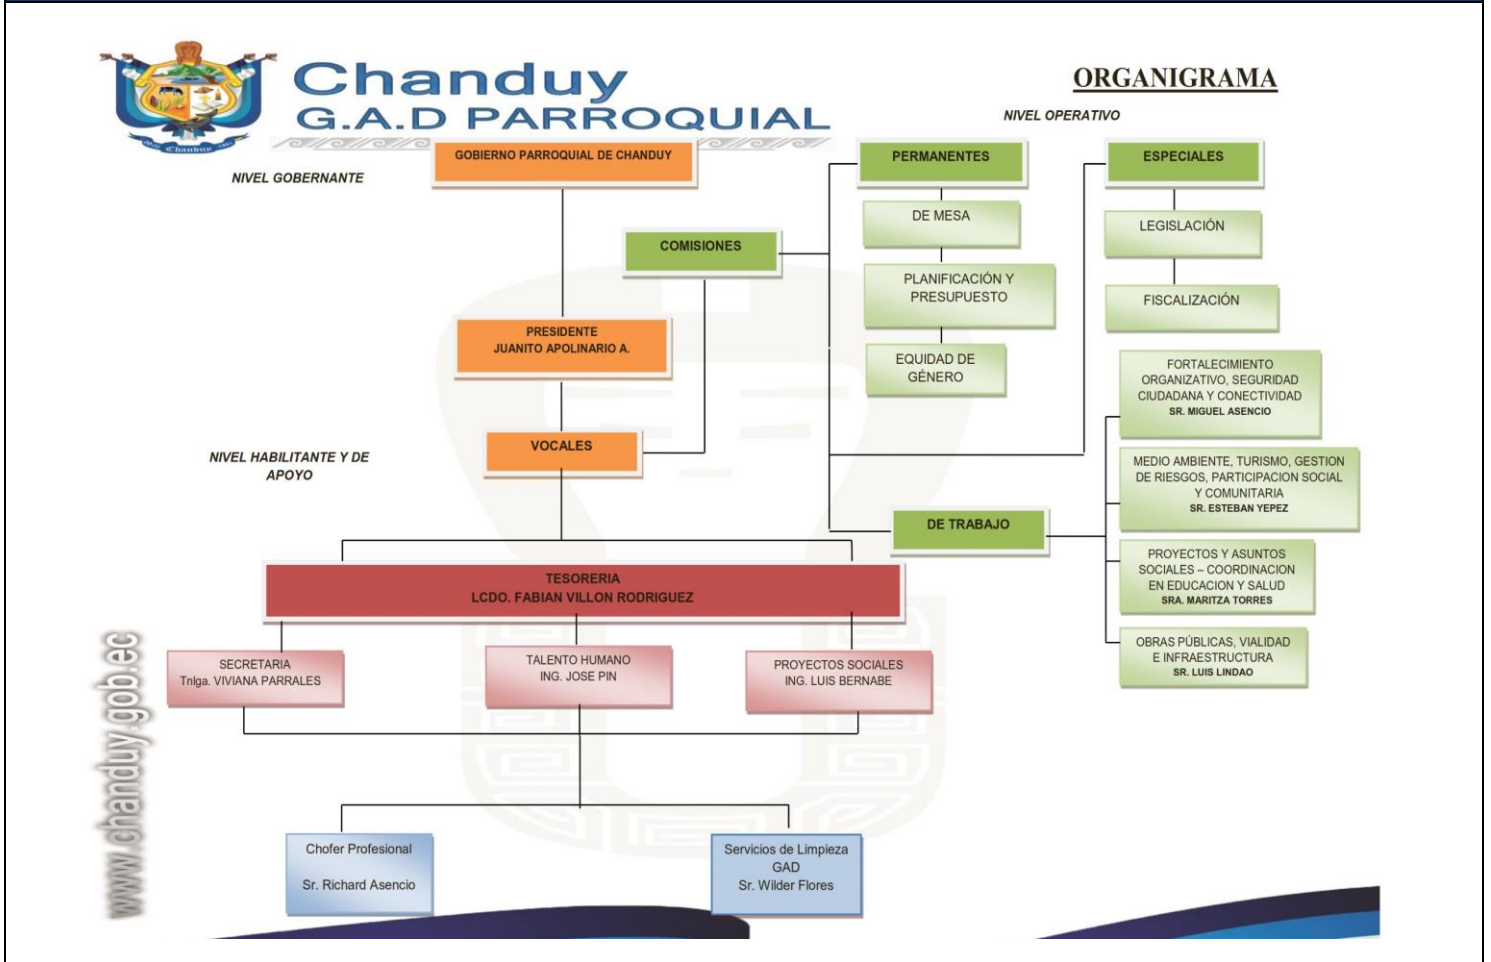 Chanduy
G.A.D PARROQUIAL
ORGANIGRAMA
NIVEL OPERATIVO
NIVEL GOBERNANTE
GOBIERNO PARROQUIAL DE CHANDUY
PERMANENTES
ESPECIALES
DE MESA
LEGISLACIÓN
COMISIONES
PLANIFICACIÓN Y
PRESUPUESTO
FISCALIZACIÓN
PRESIDENTE
JUANITO APOLINARIO A.
EQUIDAD DE
GÉNERO
FORTALECIMIENTO
ORGANIZATIVO, SEGURIDAD
CIUDADANA Y CONECTIVIDAD
SR. MIGUEL ASENCIO
VOCALES
NIVEL HABILITANTE Y DE
APOYO
MEDIO AMBIENTE, TURISMO, GESTION
DE RIESGOS, PARTICIPACION SOCIAL
Y COMUNITARIA
SR. ESTEBAN YEPEZ
DE TRABAJO
PROYECTOS Y ASUNTOS
SOCIALES – COORDINACION
EN EDUCACION Y SALUD
SRA. MARITZA TORRES
TESORERIA
LCDO. FABIAN VILLON RODRIGUEZ
OBRAS PÚBLICAS, VIALIDAD
E INFRAESTRUCTURA
SR. LUIS LINDAO
SECRETARIA
Tnlga. VIVIANA PARRALES
TALENTO HUMANO
ING. JOSE PIN
PROYECTOS SOCIALES
ING. LUIS BERNABE
www.chanduy.gob.ec
Chofer Profesional
Sr. Richard Asencio
Servicios de Limpieza
GAD
Sr. Wilder Flores